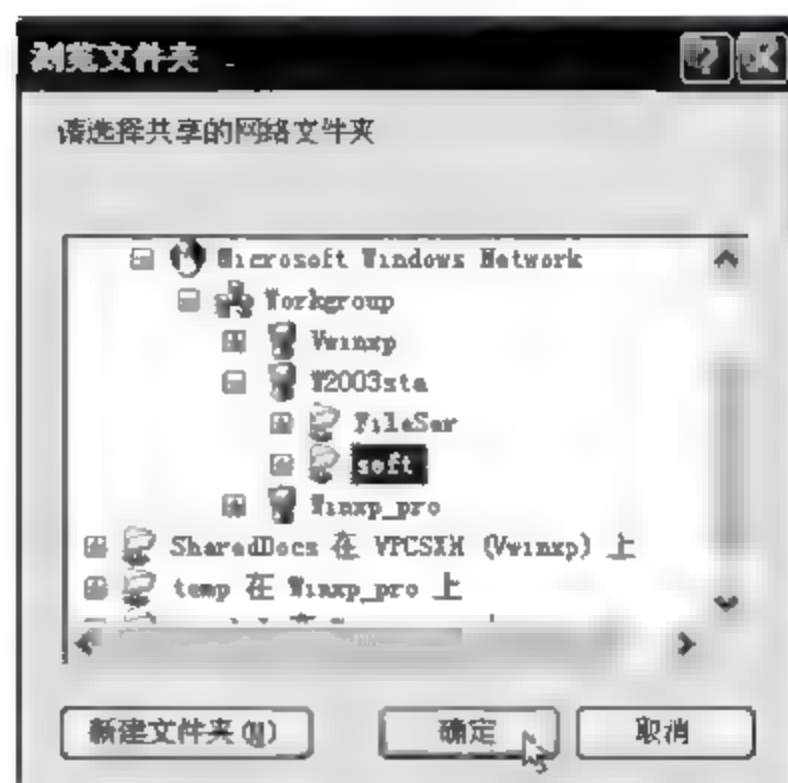 浏览文件夹
请选择共享的网络文件夹
Microsoft Windows Network
Workgroup
Vwinxp
W2003sta
FileSer
soft
Winxp_pro
SharedDocs 在 VPCSXH (Vwinxp) 上
temp 在 Winxp_pro 上
新建文件夹(N)
确定
取消